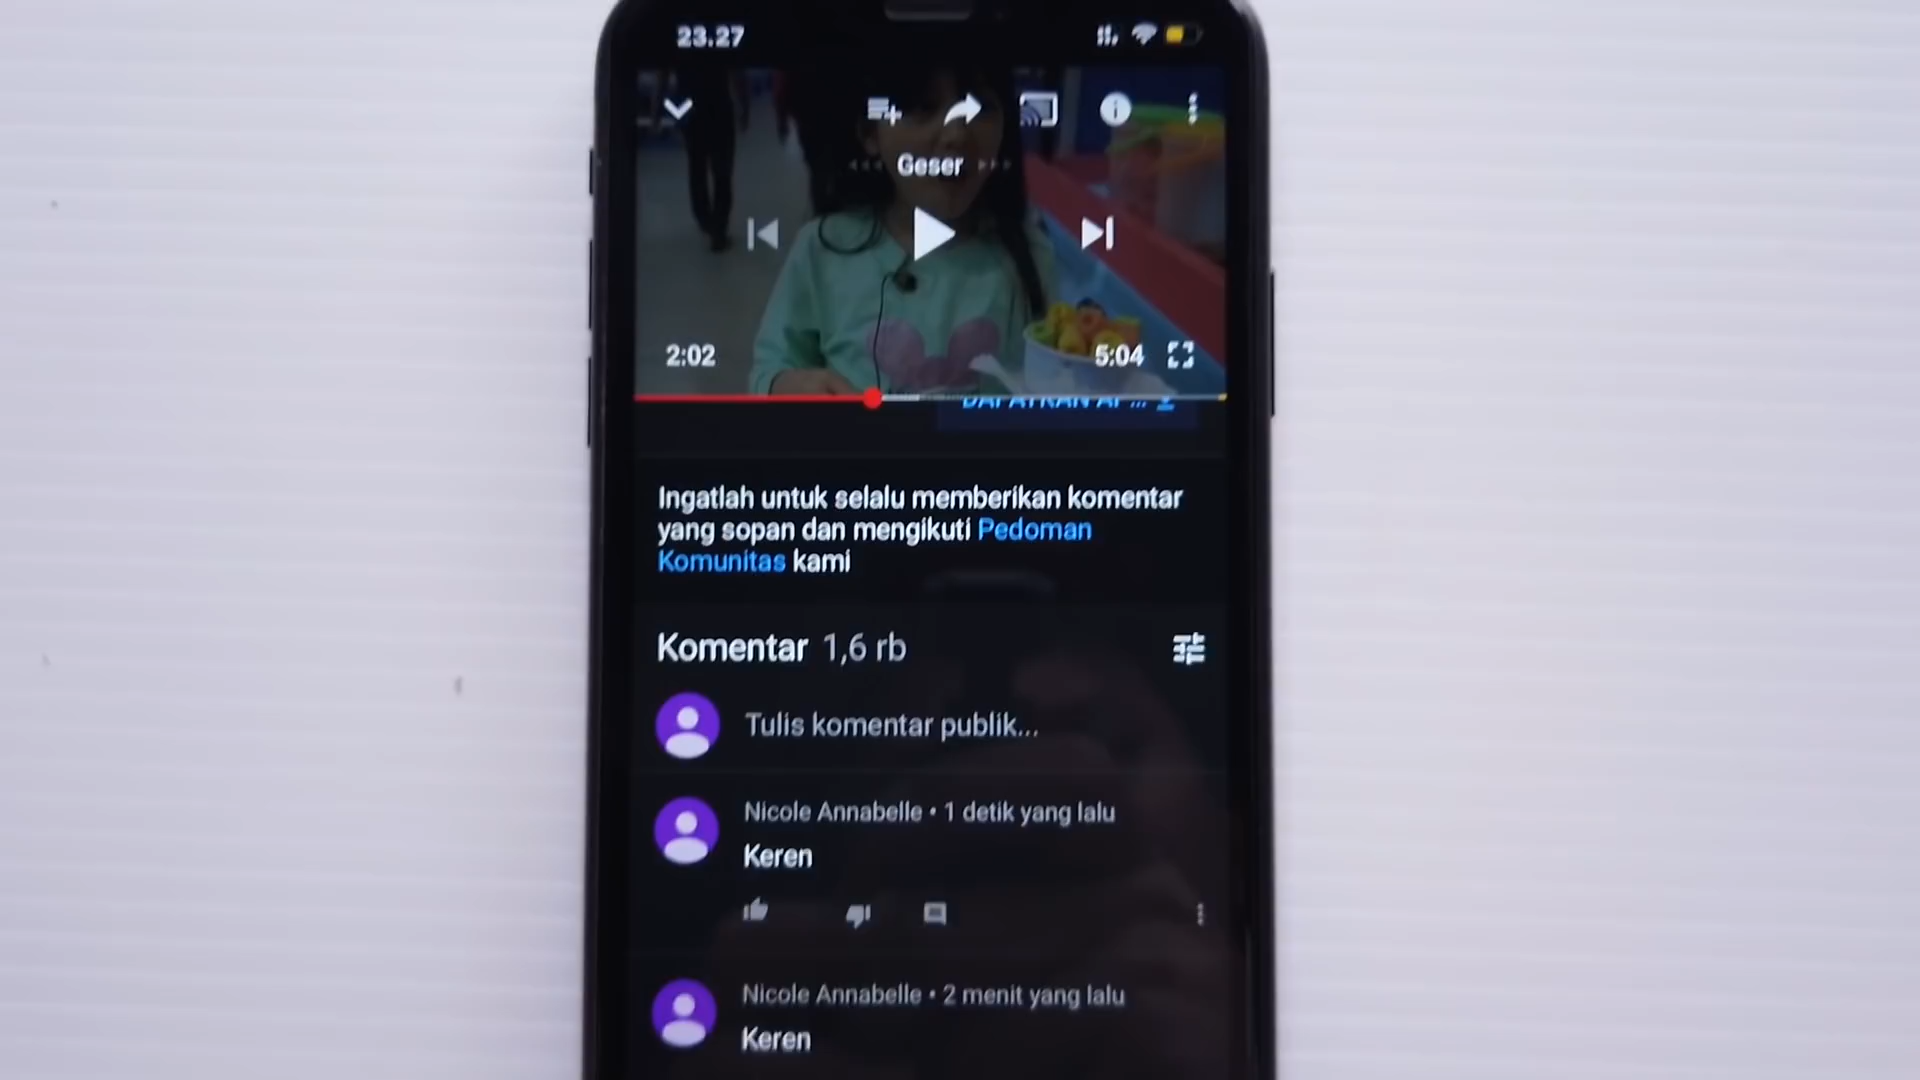 23.27
Geser
2:02
5:04
Ingatlah untuk selalu memberikan komentar
yang sopan dan mengikuti Pedoman
Komunitas kami
Komentar 1,6 rb
Tulis komentar publik...
Nicole Annabelle • 1 detik yang lalu
Keren
Nicole Annabelle • 2 menit yang lalu
Keren